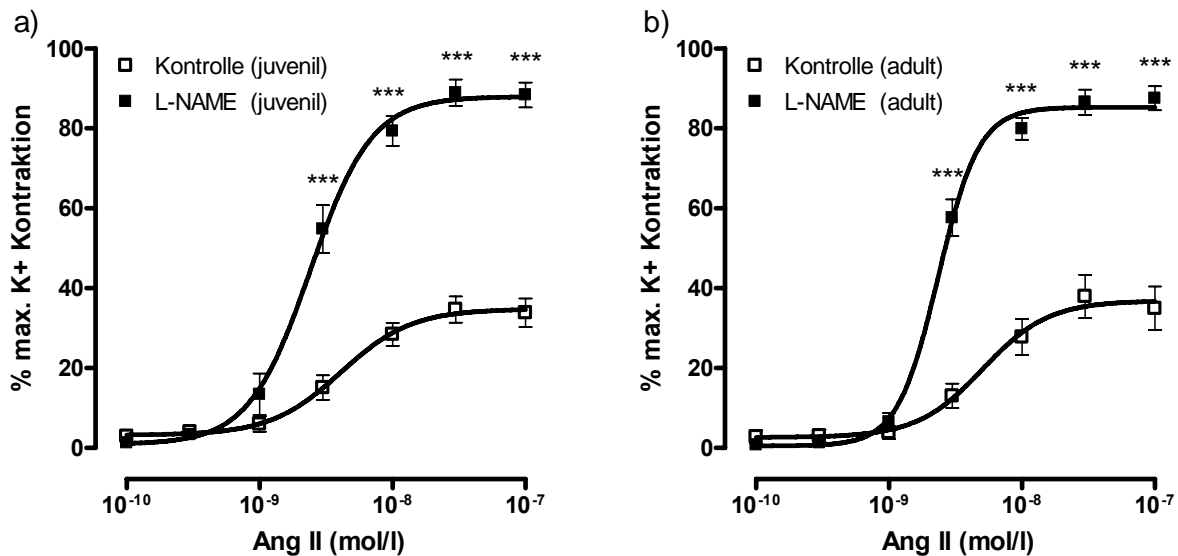 a)
% max. K+ Kontraktion
100
80
60
40
20
0
Kontrolle (juvenil)
L-NAME (juvenil)
***
***
***
***
10-10
10-9
10-8
10-7
Ang II (mol/l)
b)
% max. K+ Kontraktion
100
80
60
40
20
0
Kontrolle (adult)
L-NAME (adult)
***
***
***
***
10-10
10-9
10-8
10-7
Ang II (mol/l)